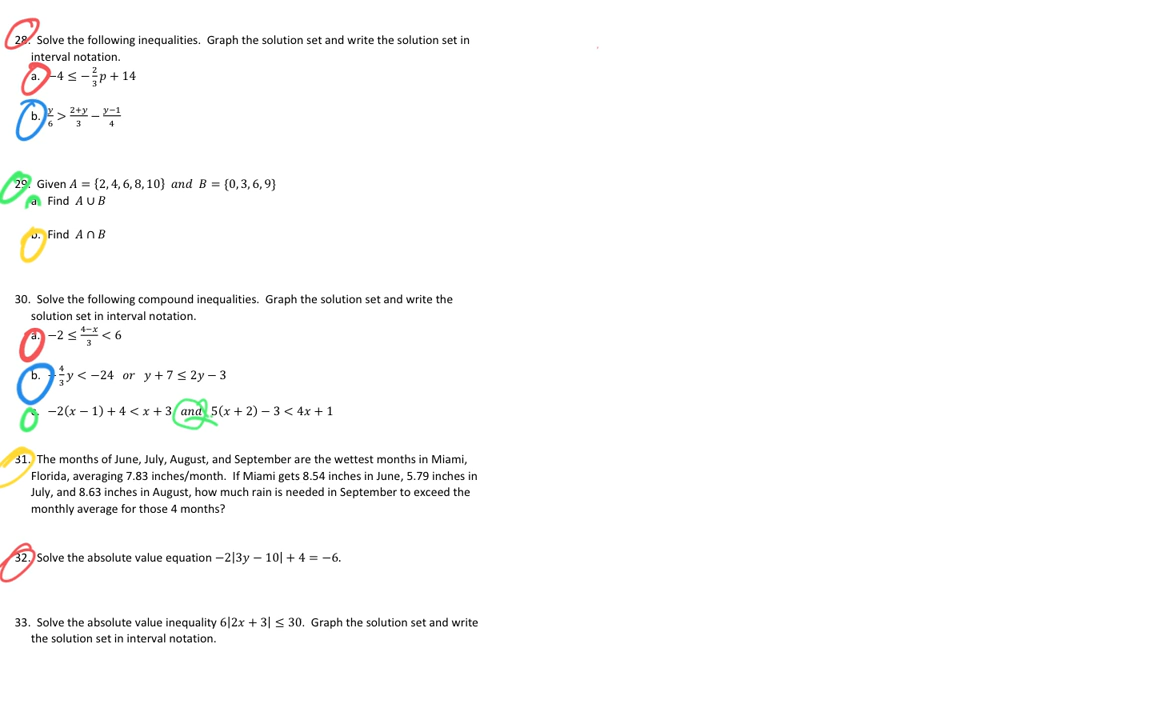 28. Solve the following inequalities. Graph the solution set and write the solution set in
interval notation.
a. −4 ≤ −2/3 p + 14
b. y/6 > (2+y)/3 − (y−1)/4
29. Given A = {2, 4, 6, 8, 10} and B = {0, 3, 6, 9}
a. Find A ∪ B
b. Find A ∩ B
30. Solve the following compound inequalities. Graph the solution set and write the
solution set in interval notation.
a. −2 ≤ (4−x)/3 < 6
b. −4/3 y < −24 or y + 7 ≤ 2y − 3
c. −2(x − 1) + 4 < x + 3 and 5(x + 2) − 3 < 4x + 1
31. The months of June, July, August, and September are the wettest months in Miami,
Florida, averaging 7.83 inches/month. If Miami gets 8.54 inches in June, 5.79 inches in
July, and 8.63 inches in August, how much rain is needed in September to exceed the
monthly average for those 4 months?
32. Solve the absolute value equation −2|3y − 10| + 4 = −6.
33. Solve the absolute value inequality 6|2x + 3| ≤ 30. Graph the solution set and write
the solution set in interval notation.